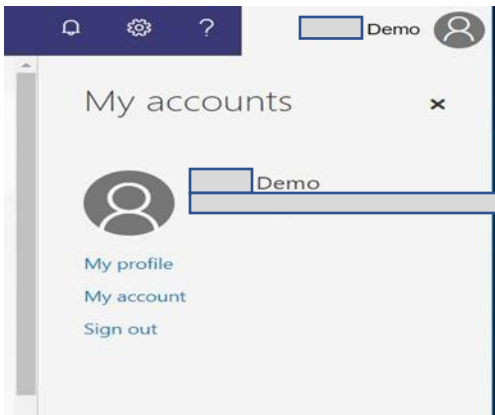 ? Demo
My accounts ×
Demo
My profile
My account
Sign out